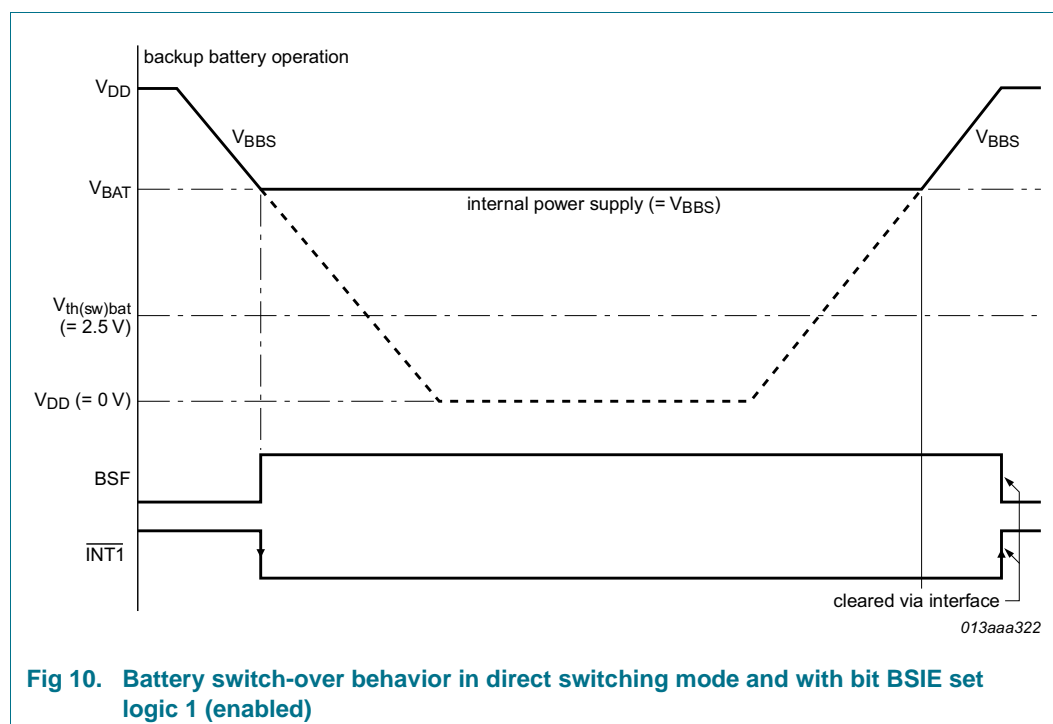 backup battery operation
VDD
VBBS
VBBS
VBAT
internal power supply (= VBBS)
Vth(sw)bat
(= 2.5 V)
VDD (= 0 V)
BSF
INT1
cleared via interface
013aaa322
Fig 10. Battery switch-over behavior in direct switching mode and with bit BSIE set
logic 1 (enabled)